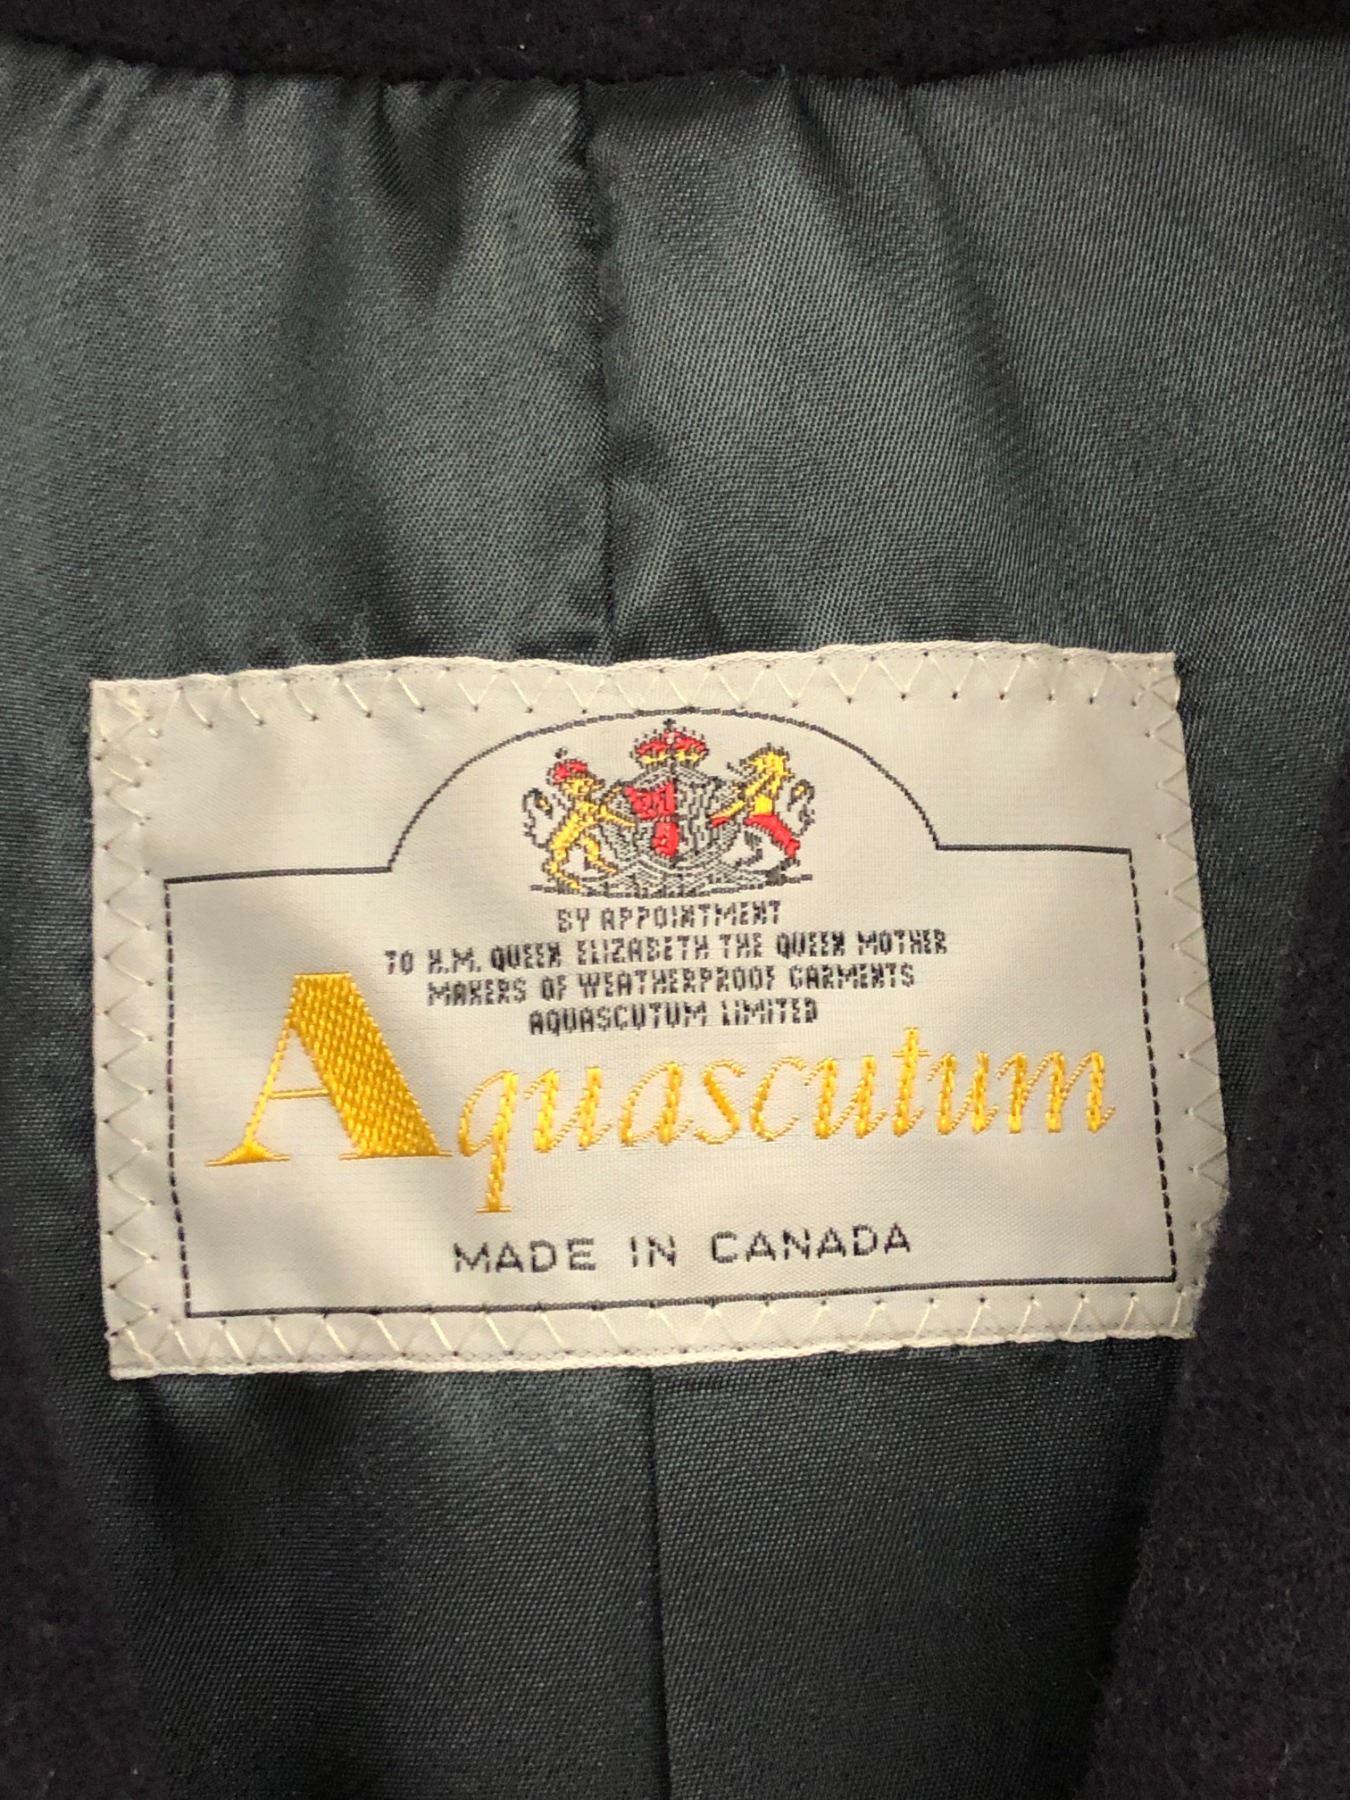 BY APPOINTMENT
TO H.M. QUEEN ELIZABETH THE QUEEN MOTHER
MAKERS OF WEATHERPROOF GARMENTS
AQUASCUTUM LIMITED
Aquascutum
MADE IN CANADA